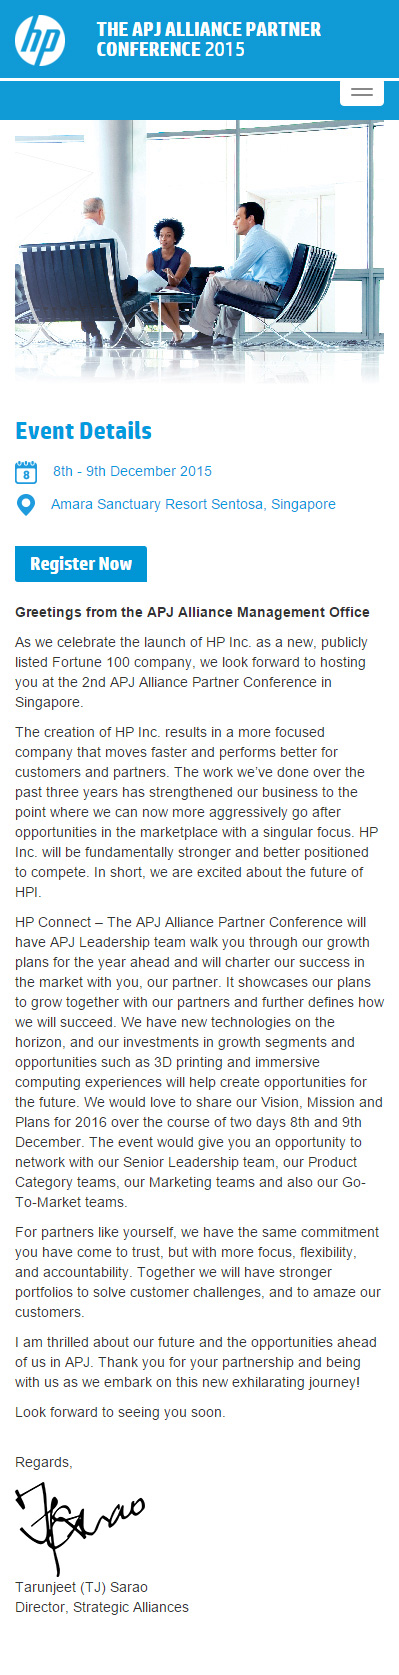 hp
THE APJ ALLIANCE PARTNER
CONFERENCE 2015
Event Details
8
8th - 9th December 2015
Amara Sanctuary Resort Sentosa, Singapore
Register Now
Greetings from the APJ Alliance Management Office
As we celebrate the launch of HP Inc. as a new, publicly
listed Fortune 100 company, we look forward to hosting
you at the 2nd APJ Alliance Partner Conference in
Singapore.
The creation of HP Inc. results in a more focused
company that moves faster and performs better for
customers and partners. The work we've done over the
past three years has strengthened our business to the
point where we can now more aggressively go after
opportunities in the marketplace with a singular focus. HP
Inc. will be fundamentally stronger and better positioned
to compete. In short, we are excited about the future of
HPI.
HP Connect – The APJ Alliance Partner Conference will
have APJ Leadership team walk you through our growth
plans for the year ahead and will charter our success in
the market with you, our partner. It showcases our plans
to grow together with our partners and further defines how
we will succeed. We have new technologies on the
horizon, and our investments in growth segments and
opportunities such as 3D printing and immersive
computing experiences will help create opportunities for
the future. We would love to share our Vision, Mission and
Plans for 2016 over the course of two days 8th and 9th
December. The event would give you an opportunity to
network with our Senior Leadership team, our Product
Category teams, our Marketing teams and also our Go-
To-Market teams.
For partners like yourself, we have the same commitment
you have come to trust, but with more focus, flexibility,
and accountability. Together we will have stronger
portfolios to solve customer challenges, and to amaze our
customers.
I am thrilled about our future and the opportunities ahead
of us in APJ. Thank you for your partnership and being
with us as we embark on this new exhilarating journey!
Look forward to seeing you soon.
Regards,
TJSarao
Tarunjeet (TJ) Sarao
Director, Strategic Alliances